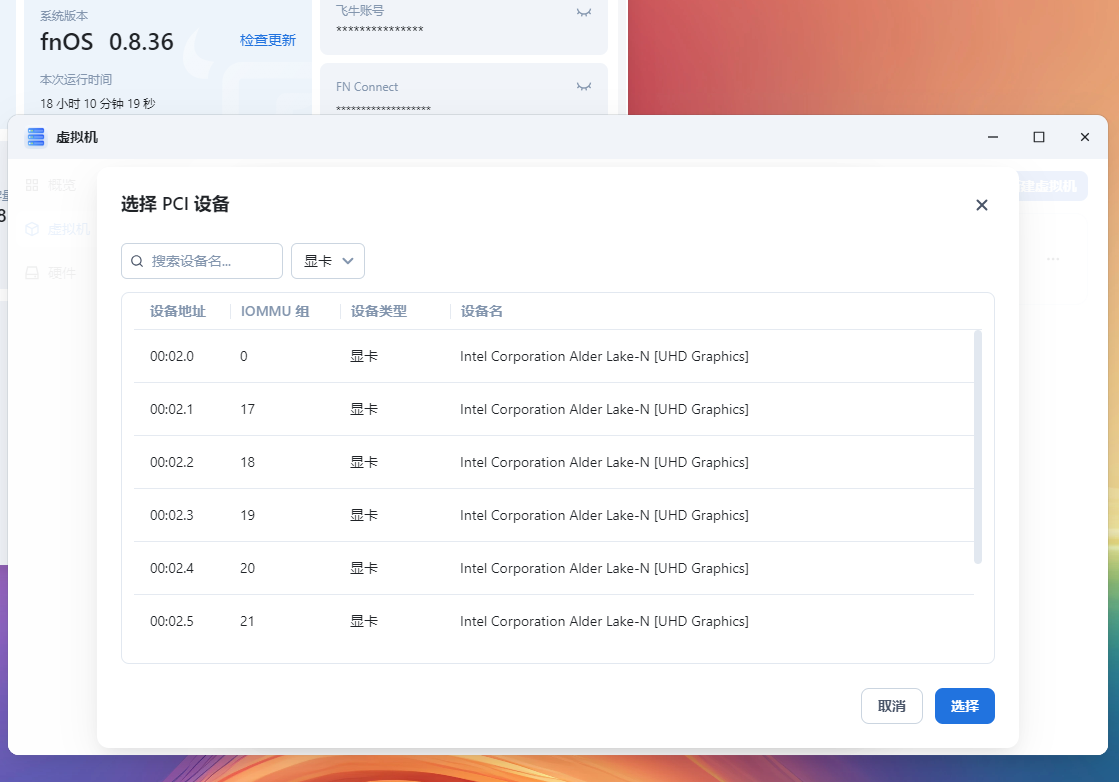 系统版本
fnOS 0.8.36
检查更新
本次运行时间
18 小时 10 分钟 19 秒
飞牛账号
***************
FN Connect
*******************
虚拟机
概览
虚拟机
硬件
建虚拟机
选择 PCI 设备
搜索设备名...
显卡
设备地址 IOMMU 组 设备类型 设备名
00:02.0 0 显卡 Intel Corporation Alder Lake-N [UHD Graphics]
00:02.1 17 显卡 Intel Corporation Alder Lake-N [UHD Graphics]
00:02.2 18 显卡 Intel Corporation Alder Lake-N [UHD Graphics]
00:02.3 19 显卡 Intel Corporation Alder Lake-N [UHD Graphics]
00:02.4 20 显卡 Intel Corporation Alder Lake-N [UHD Graphics]
00:02.5 21 显卡 Intel Corporation Alder Lake-N [UHD Graphics]
取消
选择